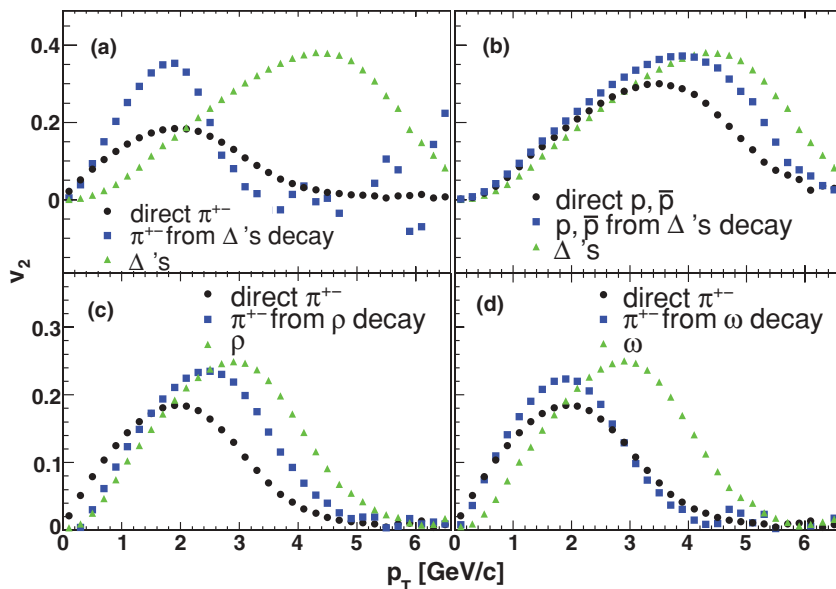 (a)
0.4
0.2
0
direct π⁺⁻
π⁺⁻ from Δ 's decay
Δ 's
(b)
direct p, p̅
p, p̅ from Δ 's decay
Δ 's
v₂
(c)
0.3
0.2
0.1
0
direct π⁺⁻
π⁺⁻ from ρ decay
ρ
(d)
direct π⁺⁻
π⁺⁻ from ω decay
ω
0 1 2 3 4 5 6 0 1 2 3 4 5 6
p_T [GeV/c]